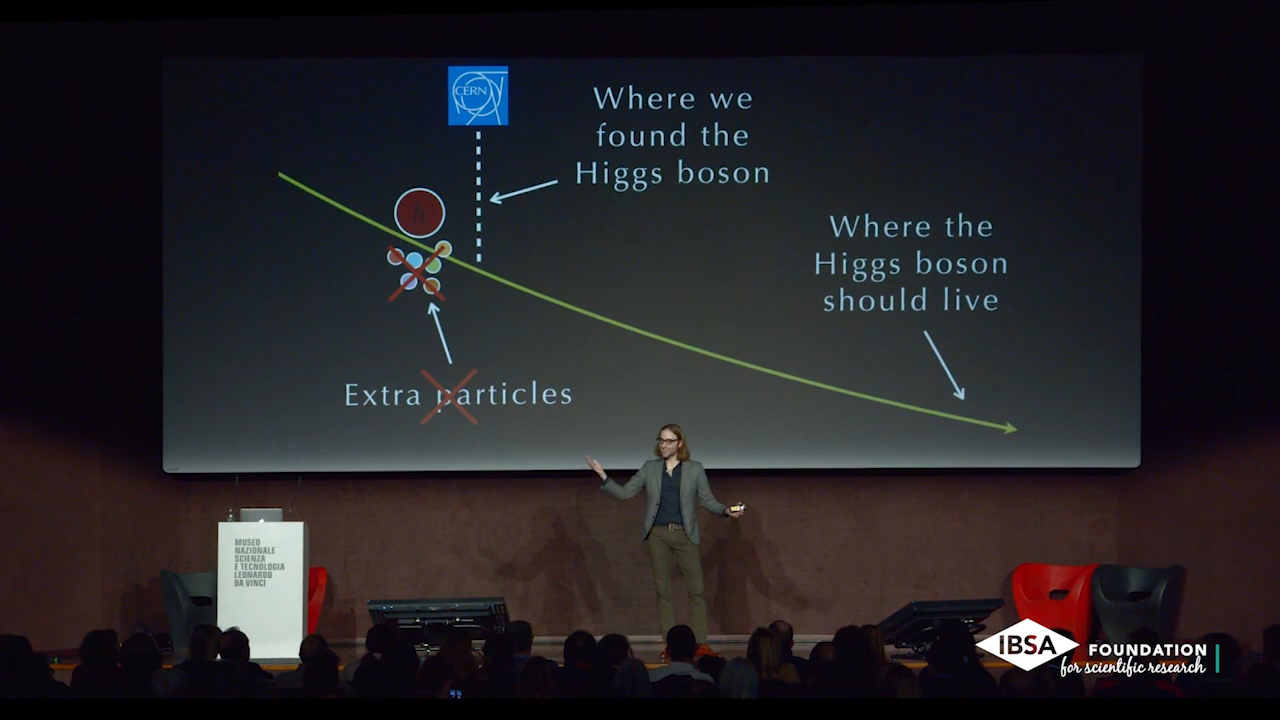 CERN
Where we
found the
Higgs boson
h
Where the
Higgs boson
should live
Extra particles
MUSEO
NAZIONALE
SCIENZA
E TECNOLOGIA
LEONARDO
DA VINCI
IBSA FOUNDATION
for scientific research